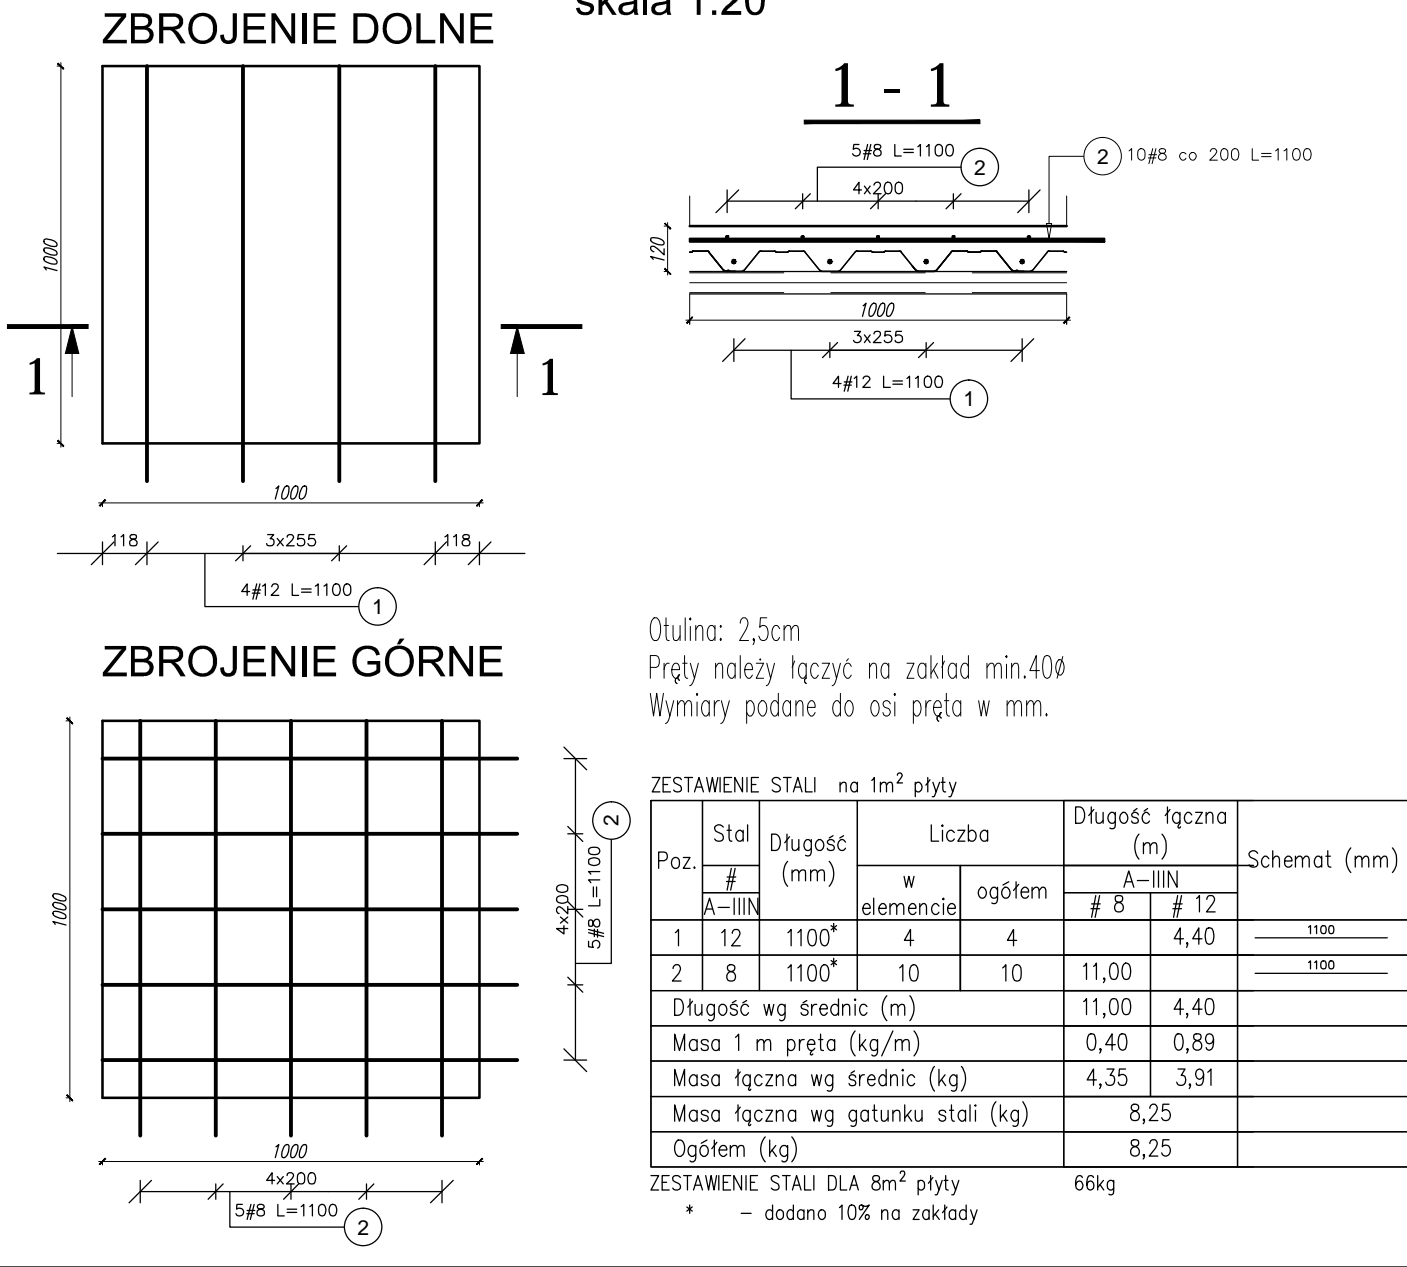 skala 1:20
ZBROJENIE DOLNE
1000
1
1
1000
118
3x255
118
4#12 L=1100
1
1 - 1
5#8 L=1100
2
2
10#8 co 200 L=1100
4x200
120
1000
3x255
4#12 L=1100
1
ZBROJENIE GÓRNE
1000
4x200
5#8 L=1100
2
1000
4x200
5#8 L=1100
2
Otulina: 2,5cm
Pręty należy łączyć na zakład min.40ø
Wymiary podane do osi pręta w mm.
ZESTAWIENIE STALI na 1m² płyty
Poz. Stal # A-IIIN Długość (mm) Liczba w elemencie ogółem Długość łączna (m) A-IIIN # 8 # 12 Schemat (mm)
1 12 1100* 4 4 4,40 1100
2 8 1100* 10 10 11,00 1100
Długość wg średnic (m) 11,00 4,40
Masa 1 m pręta (kg/m) 0,40 0,89
Masa łączna wg średnic (kg) 4,35 3,91
Masa łączna wg gatunku stali (kg) 8,25
Ogółem (kg) 8,25
ZESTAWIENIE STALI DLA 8m² płyty 66kg
* - dodano 10% na zakłady